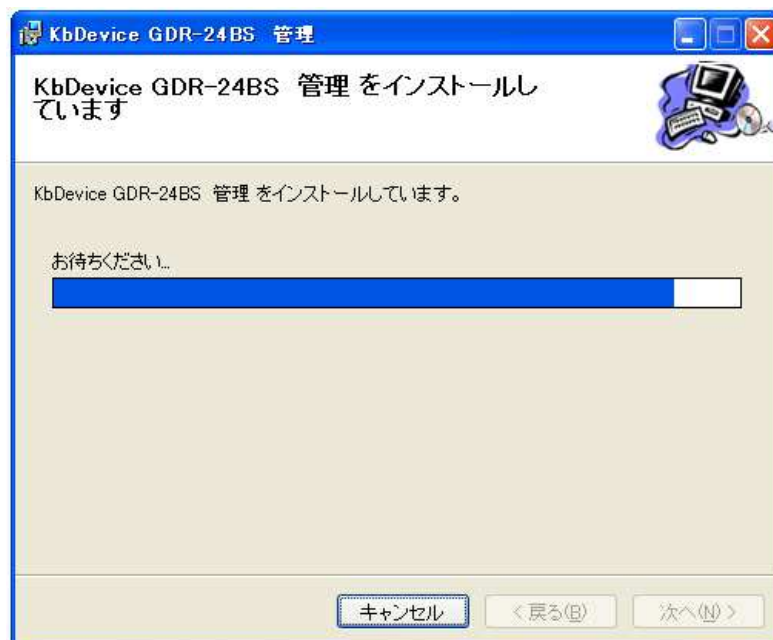 KbDevice GDR-24BS 管理
KbDevice GDR-24BS 管理 をインストールし
ています
KbDevice GDR-24BS 管理 をインストールしています。
お待ちください...
キャンセル
< 戻る(B)
次へ(N) >